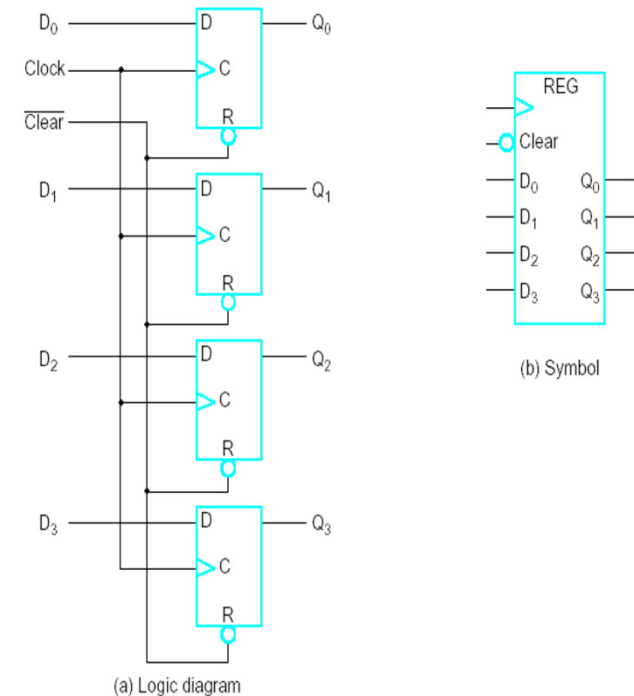 D₀ D Q₀
Clock C
Clear
R
D₁ D Q₁
C
R
D₂ D Q₂
C
R
D₃ D Q₃
C
R
(a) Logic diagram
REG
Clear
D₀ Q₀
D₁ Q₁
D₂ Q₂
D₃ Q₃
(b) Symbol